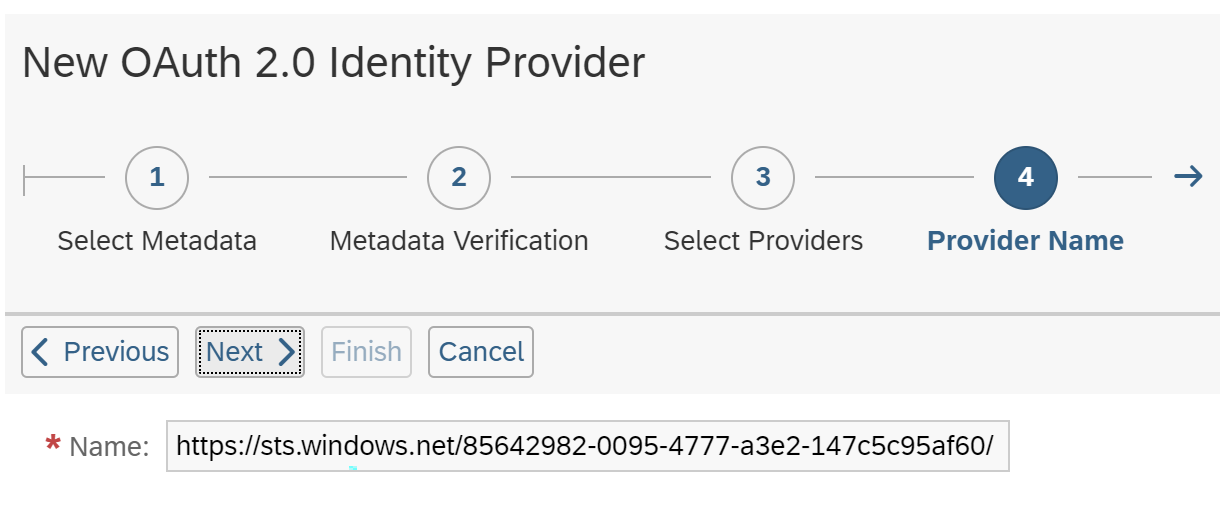 New OAuth 2.0 Identity Provider
1 2 3 4
Select Metadata Metadata Verification Select Providers Provider Name
Previous Next Finish Cancel
* Name: https://sts.windows.net/85642982-0095-4777-a3e2-147c5c95af60/